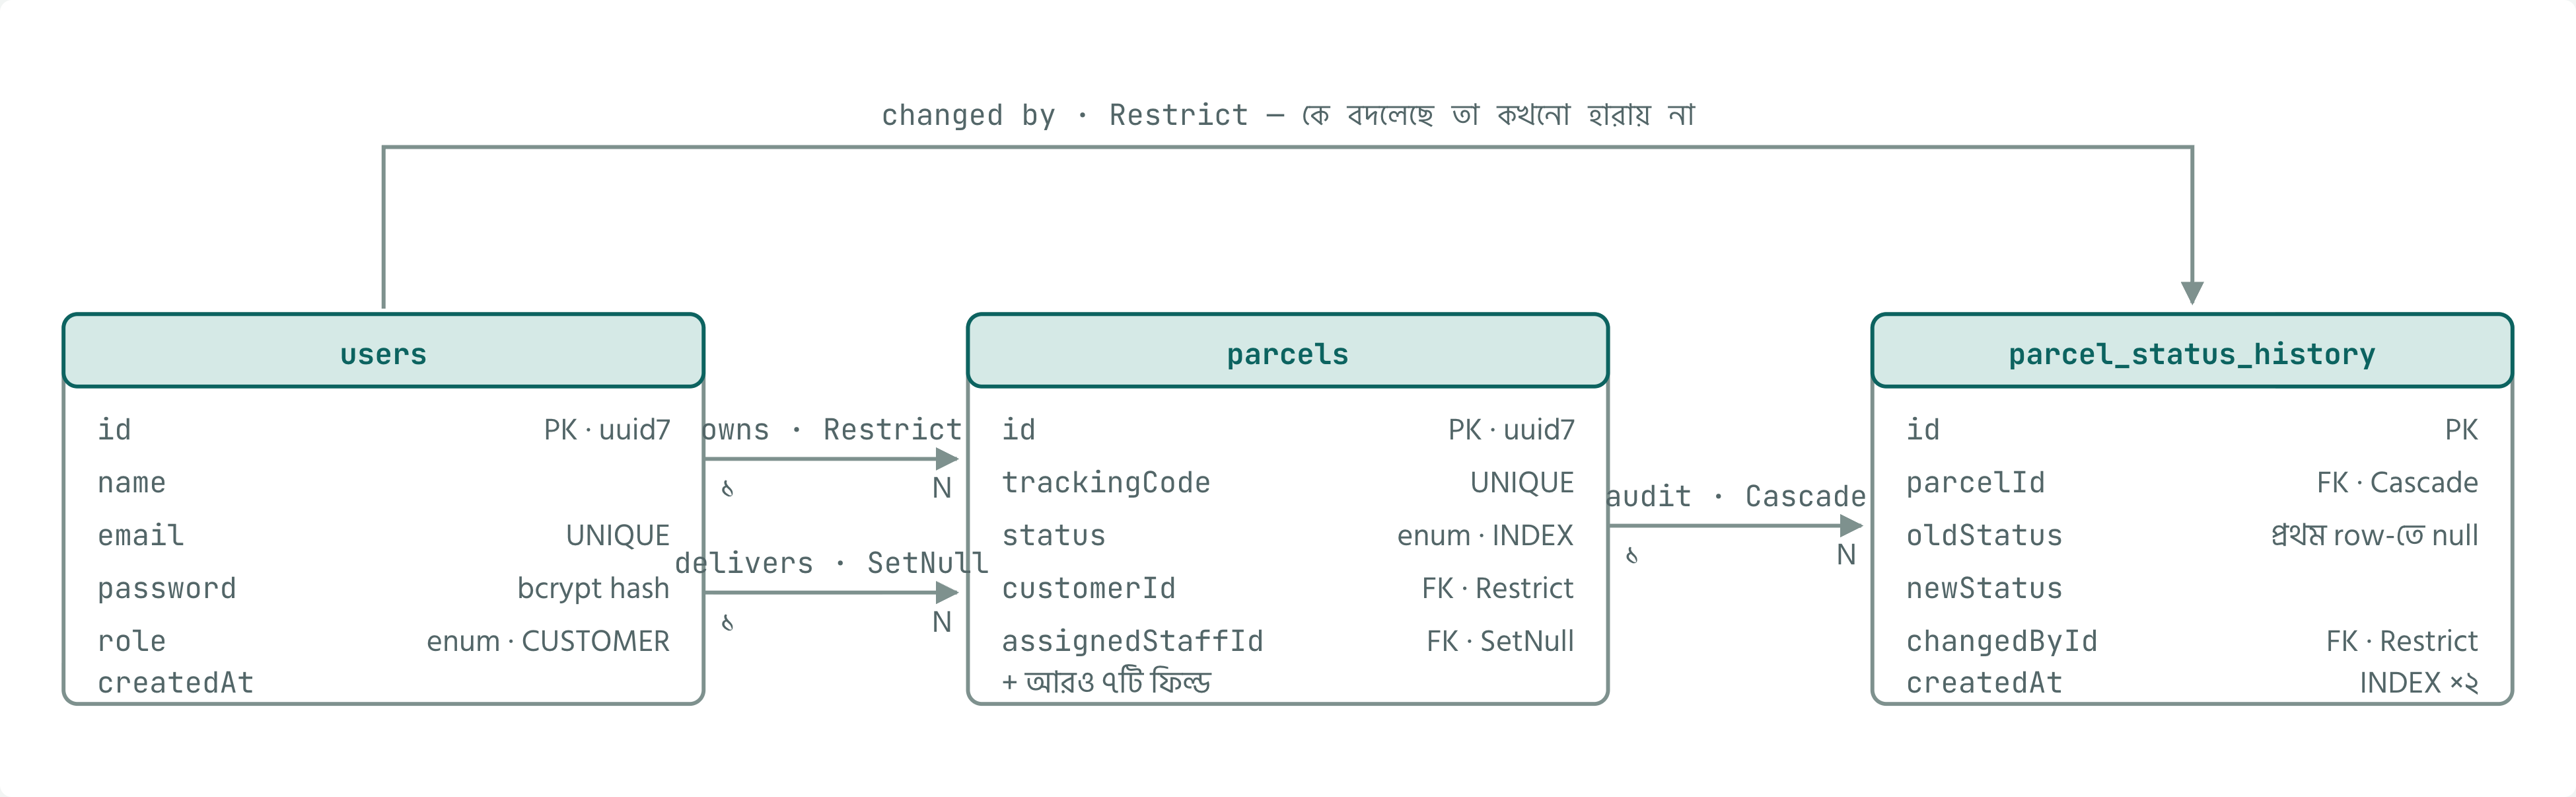 changed by · Restrict — কে বদলেছে তা কখনো হারায় না
users
id PK · uuid7
name
email UNIQUE
password bcrypt hash
role enum · CUSTOMER
createdAt
owns · Restrict
১ N
delivers · SetNull
১ N
parcels
id PK · uuid7
trackingCode UNIQUE
status enum · INDEX
customerId FK · Restrict
assignedStaffId FK · SetNull
+ আরও ৭টি ফিল্ড
audit · Cascade
১ N
parcel_status_history
id PK
parcelId FK · Cascade
oldStatus প্রথম row-তে null
newStatus
changedById FK · Restrict
createdAt INDEX ×২